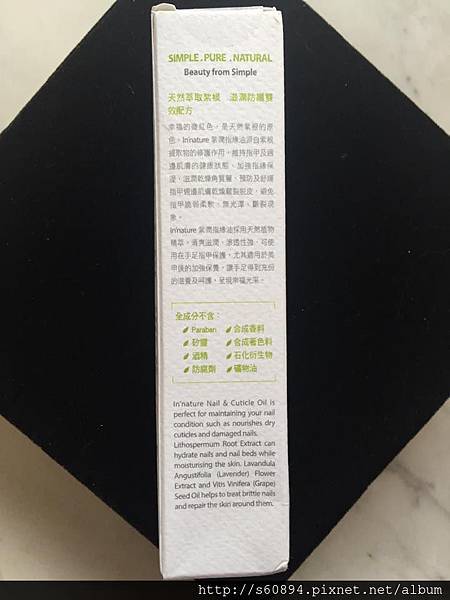 SIMPLE . PURE . NATURAL
Beauty from Simple
天然萃取紫根 滋潤防護雙
效配方
幸福的微紅色，是天然紫根的原
色。In'nature 紫潤指緣油源自紫根
提取物的修護作用，維持指甲及週
邊肌膚的健康狀態、加強指緣保
濕、滋潤乾燥角質層，預防及舒緩
指甲週邊肌膚乾燥龜裂脫皮，避免
指甲脆弱柔軟、無光澤、斷裂現
象。
In'nature 紫潤指緣油採用天然植物
精萃，清爽滋潤、滲透性強，可使
用在手足指甲保護，尤其適用於美
甲後的加強保養，讓手足得到充份
的滋養及呵護，呈現幸福光采。
全成分不含：
Paraban 合成香料
矽靈 合成著色料
酒精 石化衍生物
防腐劑 礦物油
In'nature Nail & Cuticle Oil is
perfect for maintaining your nail
condition such as nourishes dry
cuticles and damaged nails.
Lithospermum Root Extract can
hydrate nails and nail beds while
moisturising the skin. Lavandula
Angustifolia (Lavender) Flower
Extract and Vitis Vinifera (Grape)
Seed Oil helps to treat brittle nails
and repair the skin around them.
http://s60894.pixnet.net/album